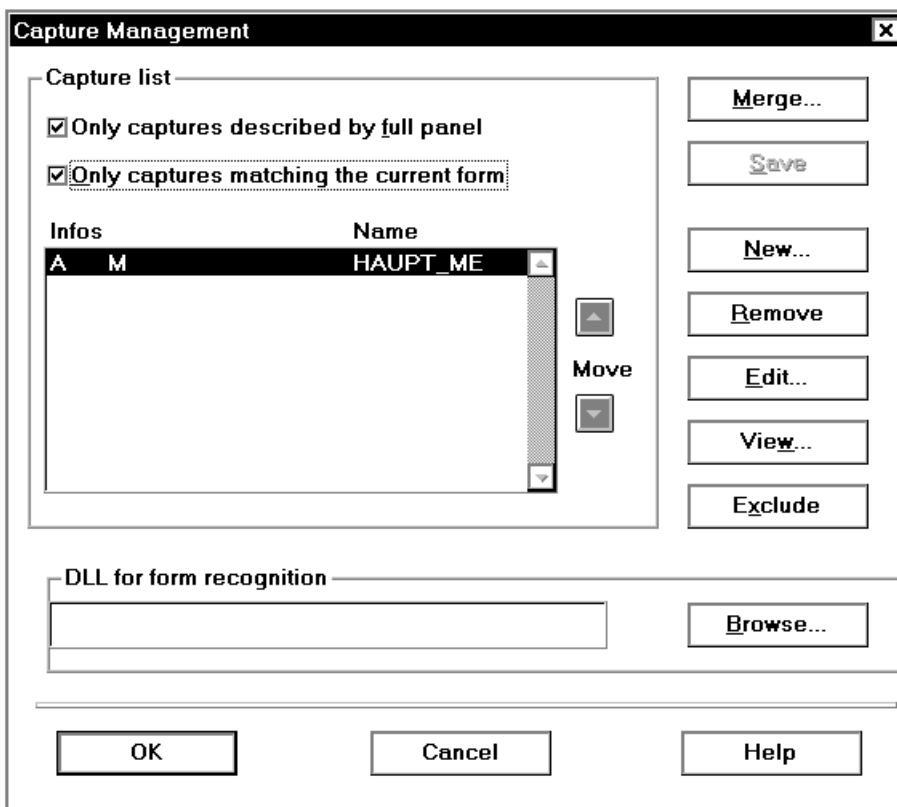 Capture Management
Capture list
Only captures described by full panel
Only captures matching the current form
Infos Name
A M HAUPT_ME
Move
Merge...
Save
New...
Remove
Edit...
View...
Exclude
DLL for form recognition
Browse...
OK Cancel Help